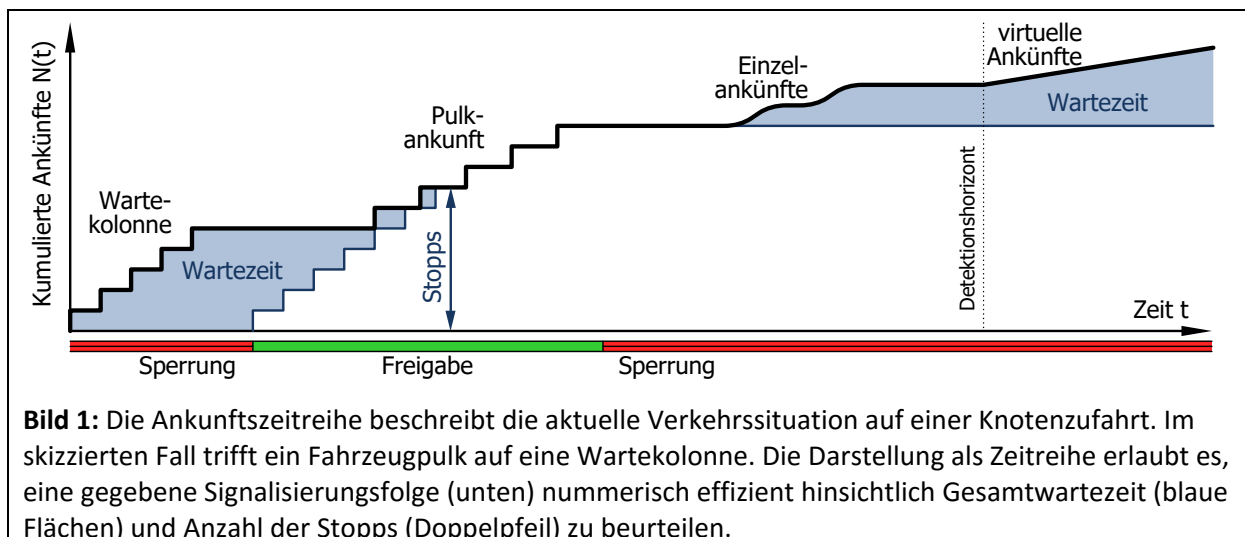 Kumulierte Ankünfte N(t)
Warte-
kolonne
Wartezeit
Pulk-
ankunft
Stopps
Einzel-
ankünfte
virtuelle
Ankünfte
Wartezeit
Detektionshorizont
Zeit t
Sperrung
Freigabe
Sperrung
Bild 1: Die Ankunftszeitreihe beschreibt die aktuelle Verkehrssituation auf einer Knotenzufahrt. Im
skizzierten Fall trifft ein Fahrzeugpulk auf eine Wartekolonne. Die Darstellung als Zeitreihe erlaubt es,
eine gegebene Signalisierungsfolge (unten) nummerisch effizient hinsichtlich Gesamtwartezeit (blaue
Flächen) und Anzahl der Stopps (Doppelpfeil) zu beurteilen.